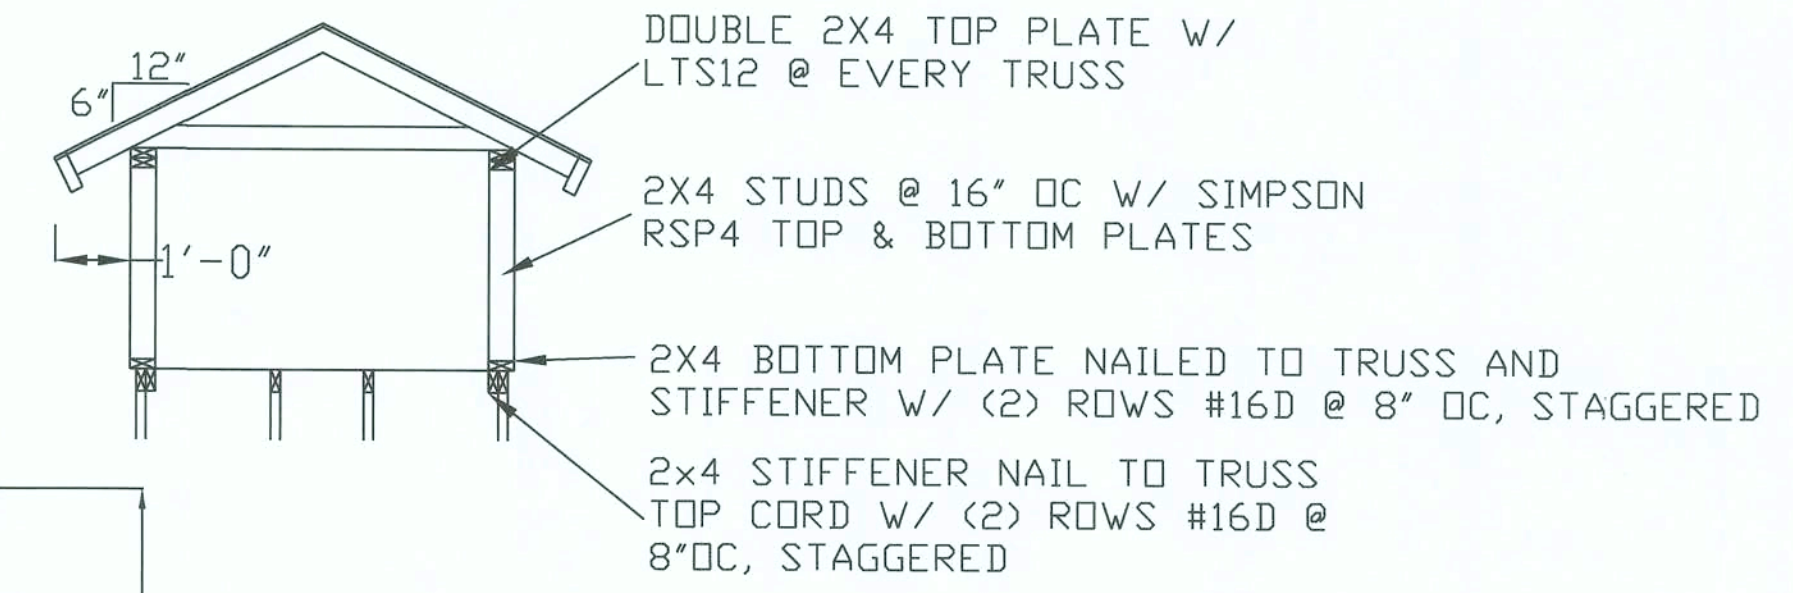 DOUBLE 2X4 TOP PLATE W/
LTS12 @ EVERY TRUSS
12"
6"
2X4 STUDS @ 16" OC W/ SIMPSON
RSP4 TOP & BOTTOM PLATES
1'-0"
2X4 BOTTOM PLATE NAILED TO TRUSS AND
STIFFENER W/ (2) ROWS #16D @ 8" OC, STAGGERED
2x4 STIFFENER NAIL TO TRUSS
TOP CORD W/ (2) ROWS #16D @
8"OC, STAGGERED